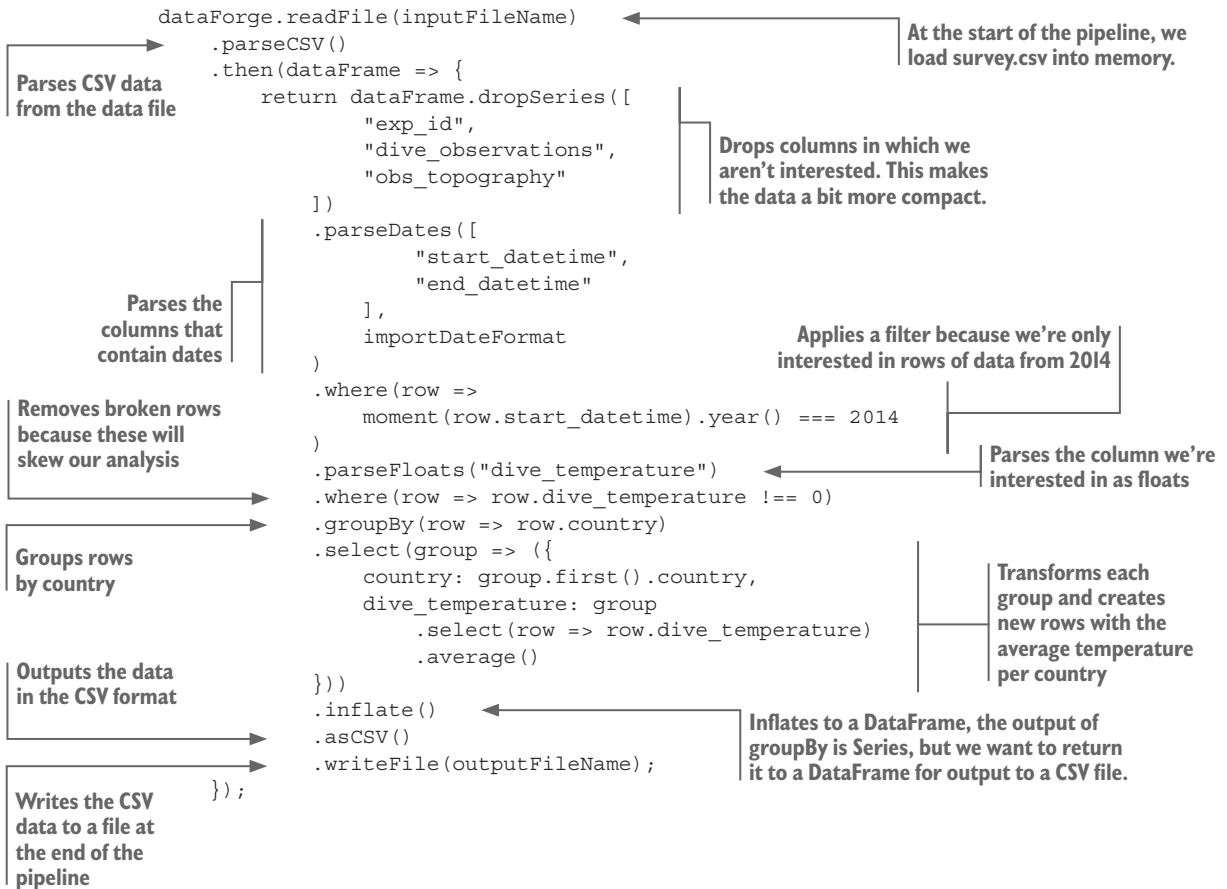 dataForge.readFile(inputFileName)
At the start of the pipeline, we
load survey.csv into memory.
.parseCSV()
Parses CSV data
from the data file
.then(dataFrame => {
return dataFrame.dropSeries([
"exp_id",
"dive_observations",
"obs_topography"
])
Drops columns in which we
aren't interested. This makes
the data a bit more compact.
.parseDates([
"start_datetime",
"end_datetime"
],
importDateFormat
)
Parses the
columns that
contain dates
Applies a filter because we're only
interested in rows of data from 2014
.where(row =>
moment(row.start_datetime).year() === 2014
)
Removes broken rows
because these will
skew our analysis
.parseFloats("dive_temperature")
Parses the column we're
interested in as floats
.where(row => row.dive_temperature !== 0)
.groupBy(row => row.country)
Groups rows
by country
.select(group => ({
country: group.first().country,
dive_temperature: group
.select(row => row.dive_temperature)
.average()
}))
Transforms each
group and creates
new rows with the
average temperature
per country
Outputs the data
in the CSV format
.inflate()
Inflates to a DataFrame, the output of
groupBy is Series, but we want to return
it to a DataFrame for output to a CSV file.
.asCSV()
.writeFile(outputFileName);
});
Writes the CSV
data to a file at
the end of the
pipeline